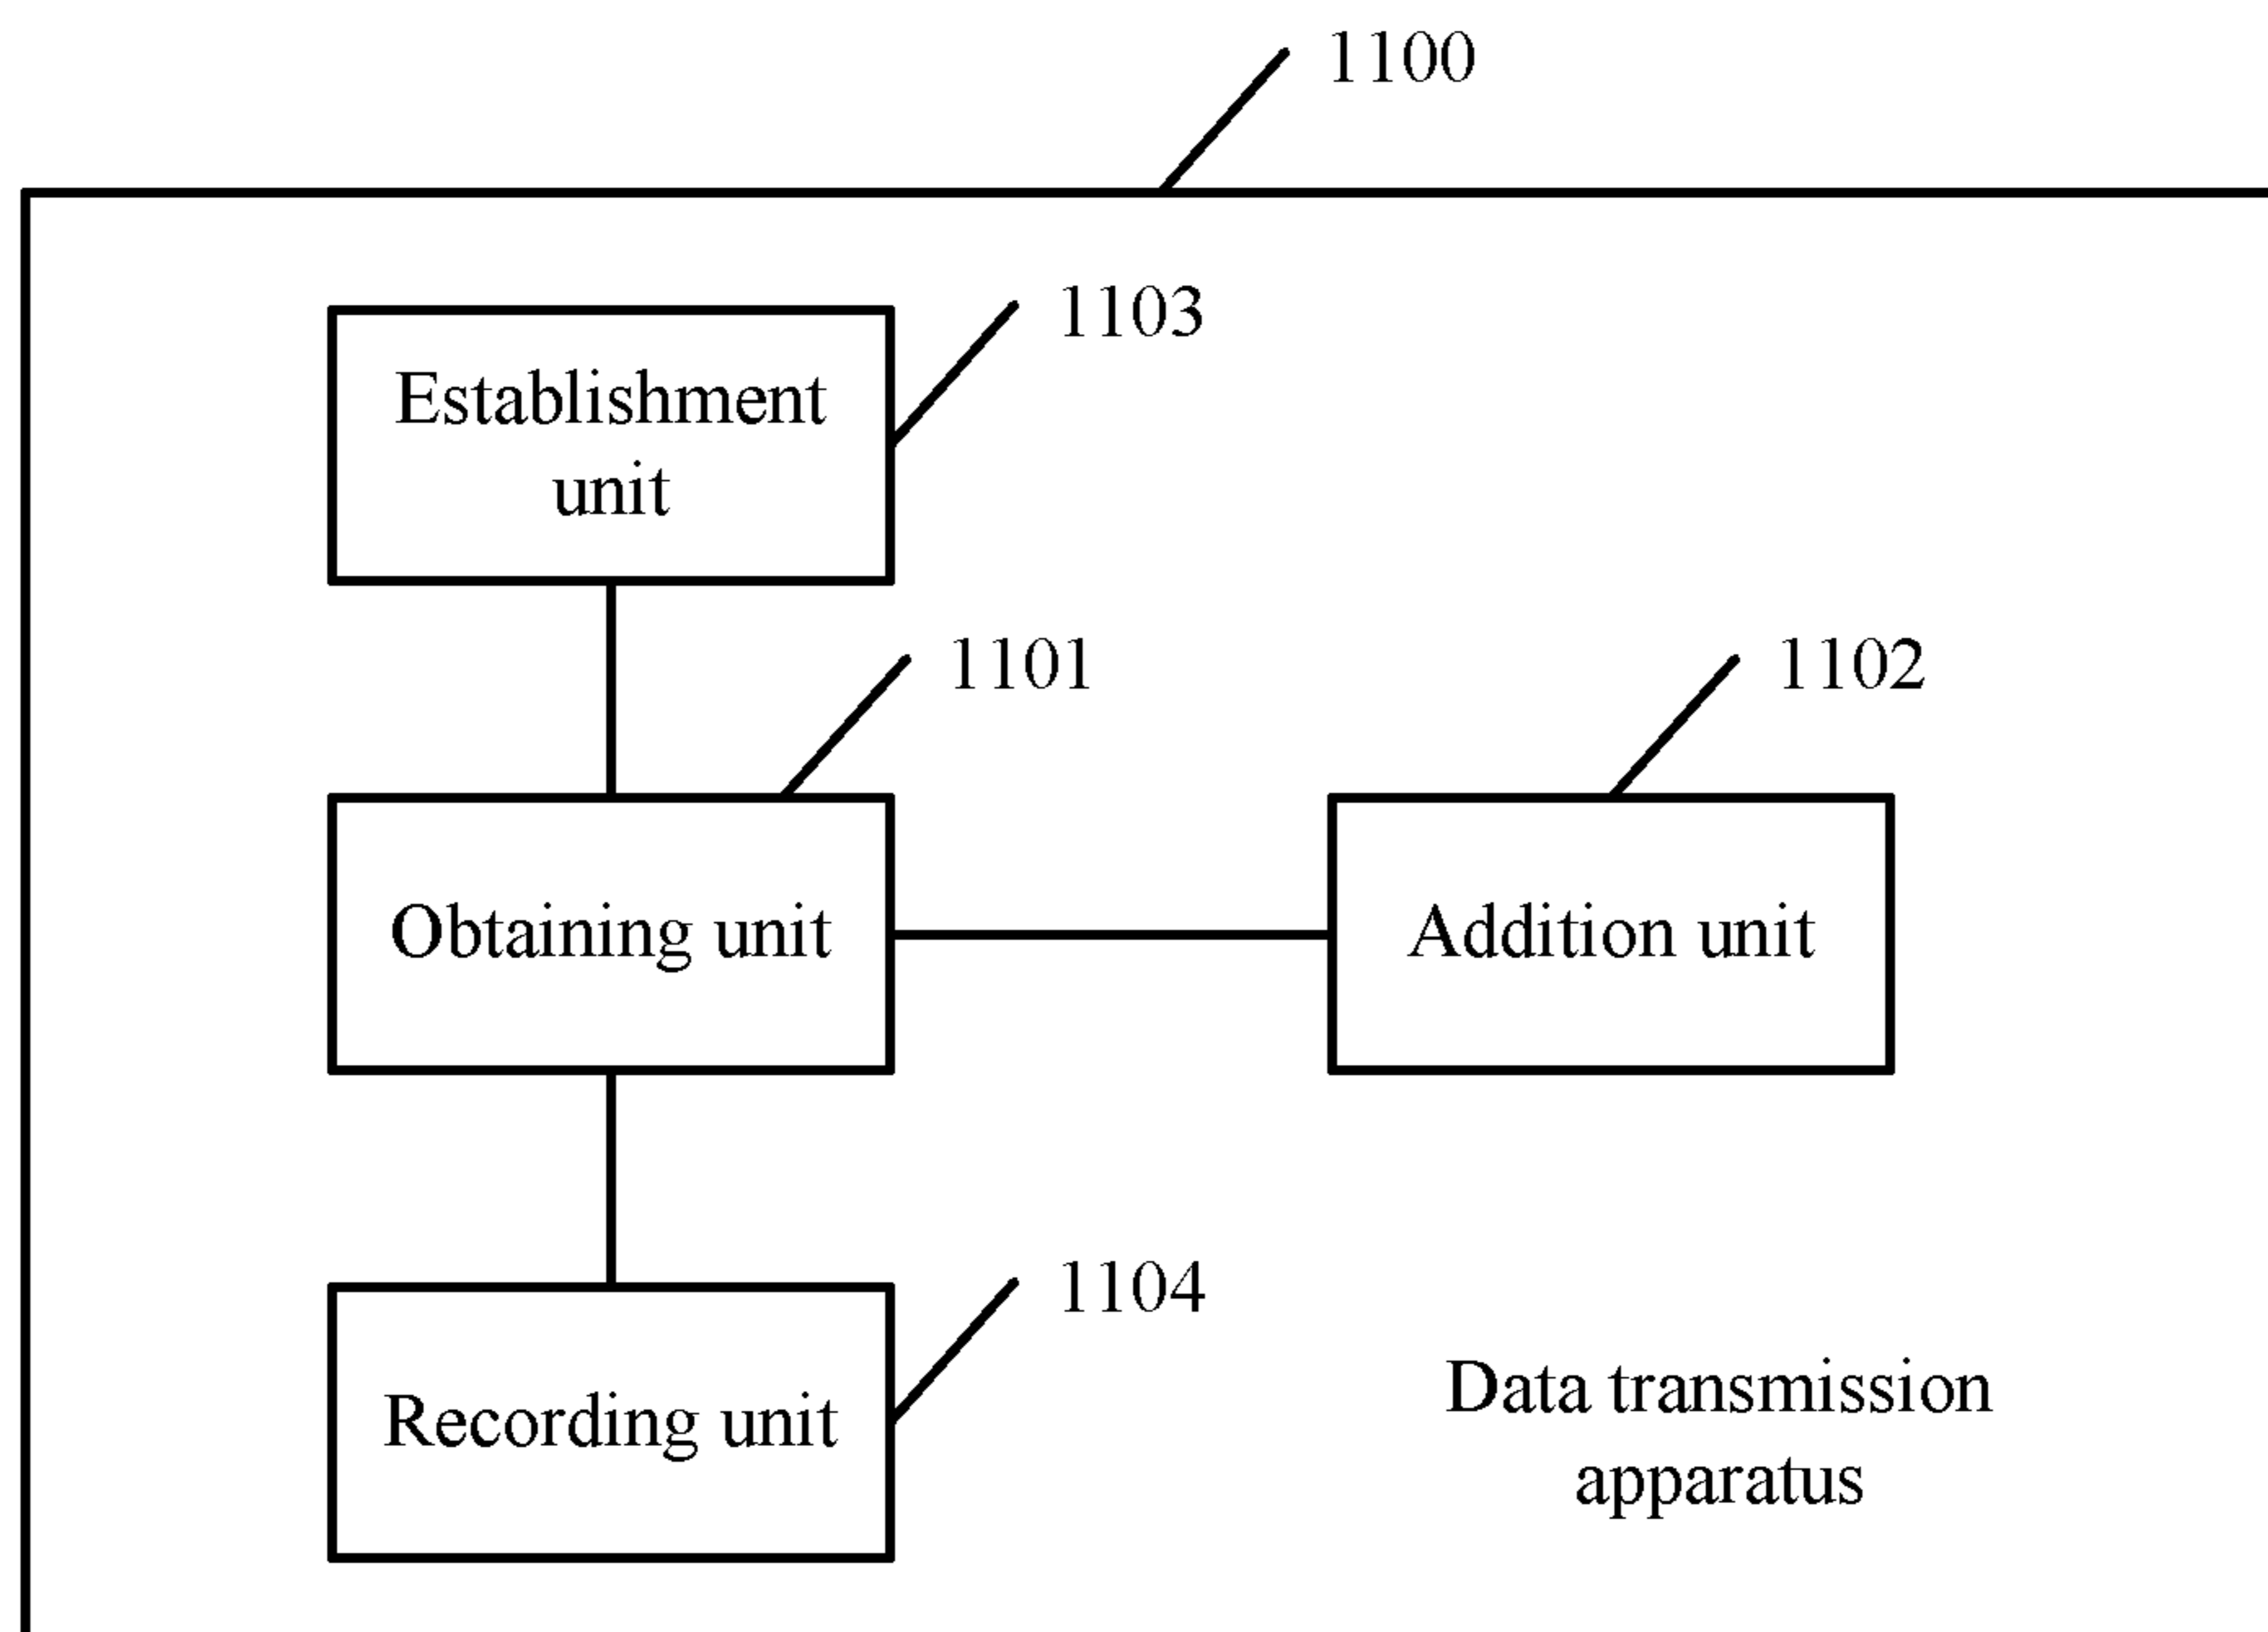 1100
1103
Establishment
unit
1101
1102
Obtaining unit
Addition unit
1104
Recording unit
Data transmission
apparatus